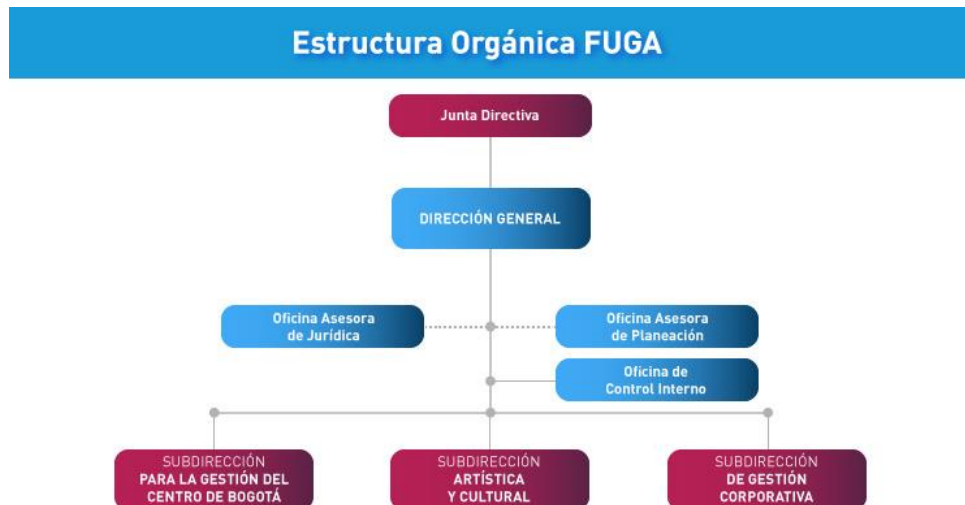 Estructura Orgánica FUGA
Junta Directiva
DIRECCIÓN GENERAL
Oficina Asesora
de Jurídica
Oficina Asesora
de Planeación
Oficina de
Control Interno
SUBDIRECCIÓN
PARA LA GESTIÓN DEL
CENTRO DE BOGOTÁ
SUBDIRECCIÓN
ARTÍSTICA
Y CULTURAL
SUBDIRECCIÓN
DE GESTIÓN
CORPORATIVA